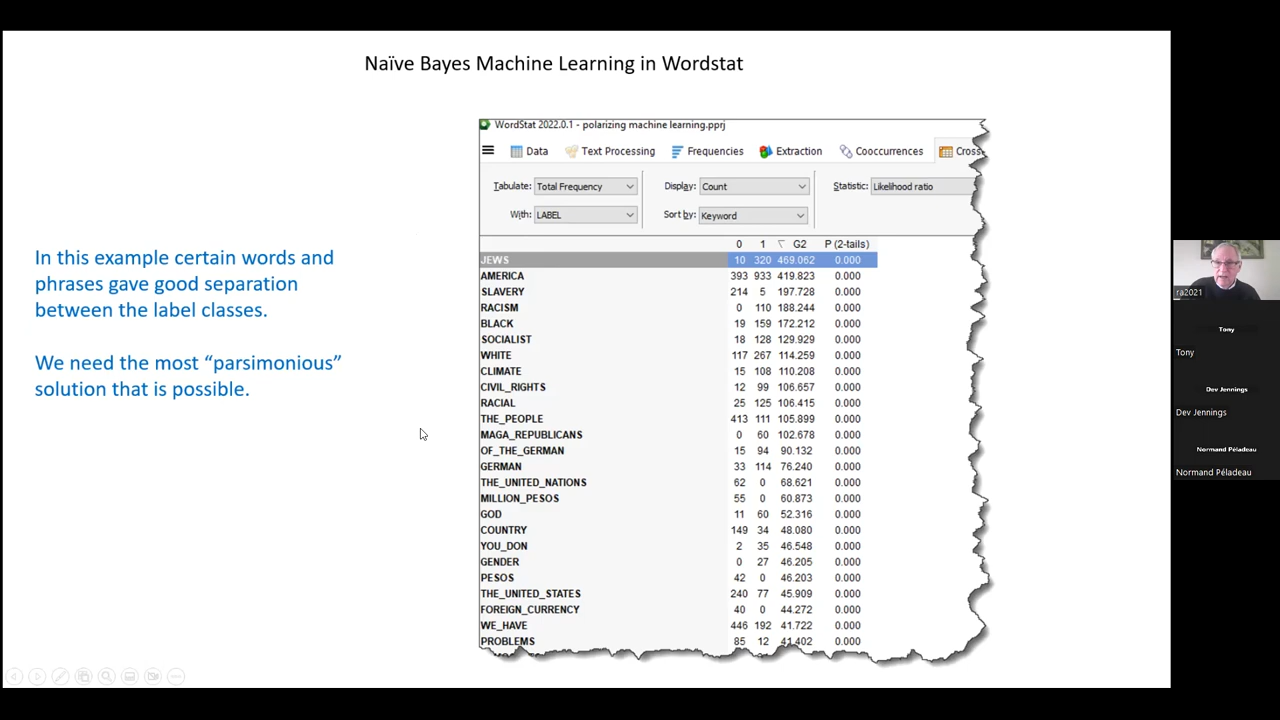 Naïve Bayes Machine Learning in Wordstat
In this example certain words and
phrases gave good separation
between the label classes.
We need the most “parsimonious”
solution that is possible.
WordStat 2022.0.1 - polarizing machine learning.pprj
Data Text Processing Frequencies Extraction Cooccurrences Cross
Tabulate: Total Frequency Display: Count Statistic: Likelihood ratio
With: LABEL Sort by: Keyword
0 1 G2 P (2-tails)
JEWS 10 320 469.062 0.000
AMERICA 393 933 419.823 0.000
SLAVERY 214 5 197.728 0.000
RACISM 0 110 188.244 0.000
BLACK 19 159 172.212 0.000
SOCIALIST 18 128 129.929 0.000
WHITE 117 267 114.259 0.000
CLIMATE 15 108 110.208 0.000
CIVIL_RIGHTS 12 99 106.657 0.000
RACIAL 25 125 106.415 0.000
THE_PEOPLE 413 111 105.899 0.000
MAGA_REPUBLICANS 0 60 102.678 0.000
OF_THE_GERMAN 15 94 90.132 0.000
GERMAN 33 114 76.240 0.000
THE_UNITED_NATIONS 62 0 68.621 0.000
MILLION_PESOS 55 0 60.873 0.000
GOD 11 60 52.316 0.000
COUNTRY 149 34 48.080 0.000
YOU_DON 2 35 46.548 0.000
GENDER 0 27 46.205 0.000
PESOS 42 0 46.203 0.000
THE_UNITED_STATES 240 77 45.909 0.000
FOREIGN_CURRENCY 40 0 44.272 0.000
WE_HAVE 446 192 41.722 0.000
PROBLEMS 85 12 41.402 0.000
ra2021
Tony
Tony
Dev Jennings
Dev Jennings
Normand Péladeau
Normand Péladeau